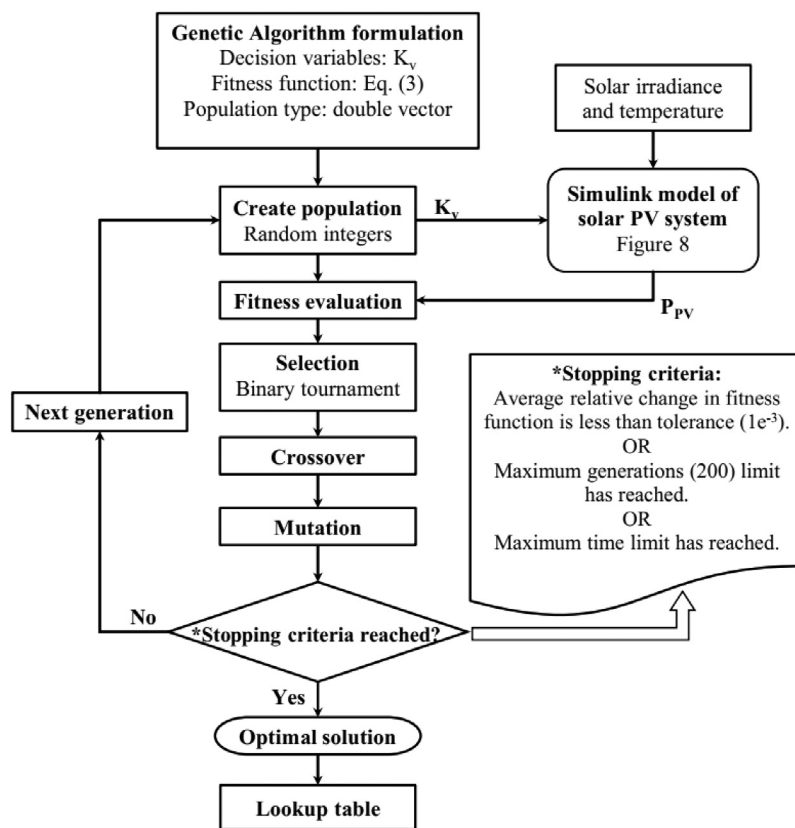 Genetic Algorithm formulation
Decision variables: Kv
Fitness function: Eq. (3)
Population type: double vector
Solar irradiance
and temperature
Create population
Random integers
Kv
Simulink model of
solar PV system
Figure 8
Fitness evaluation
PPV
Selection
Binary tournament
Next generation
*Stopping criteria:
Average relative change in fitness
function is less than tolerance (1e-3).
OR
Maximum generations (200) limit
has reached.
OR
Maximum time limit has reached.
Crossover
Mutation
No
*Stopping criteria reached?
Yes
Optimal solution
Lookup table